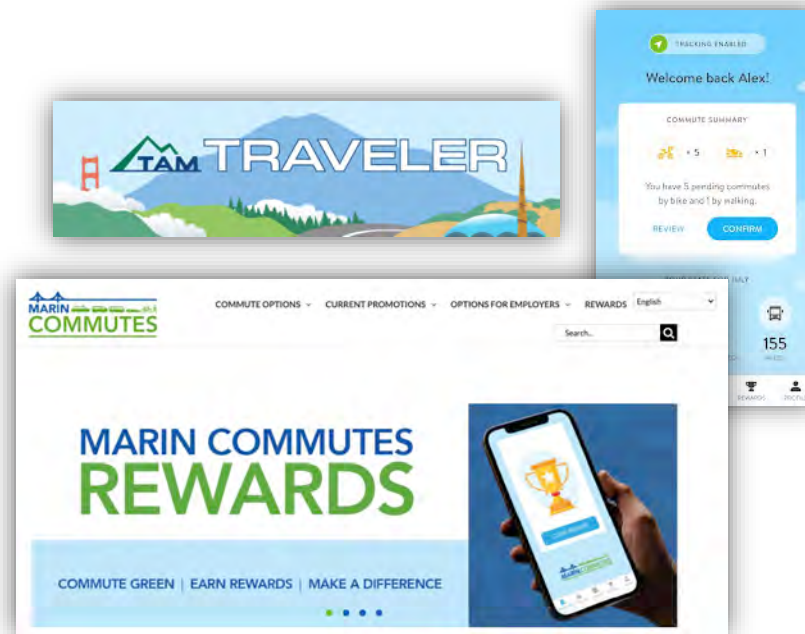 TRACKING ENABLED
Welcome back Alex!
COMMUTE SUMMARY
× 5 × 1
You have 5 pending commutes
by bike and 1 by walking.
REVIEW CONFIRM
155
REWARDS
TAM TRAVELER
MARIN
COMMUTES
COMMUTE OPTIONS CURRENT PROMOTIONS OPTIONS FOR EMPLOYERS REWARDS English
Search..
MARIN COMMUTES
REWARDS
COMMUTE GREEN | EARN REWARDS | MAKE A DIFFERENCE
MARIN
COMMUTES